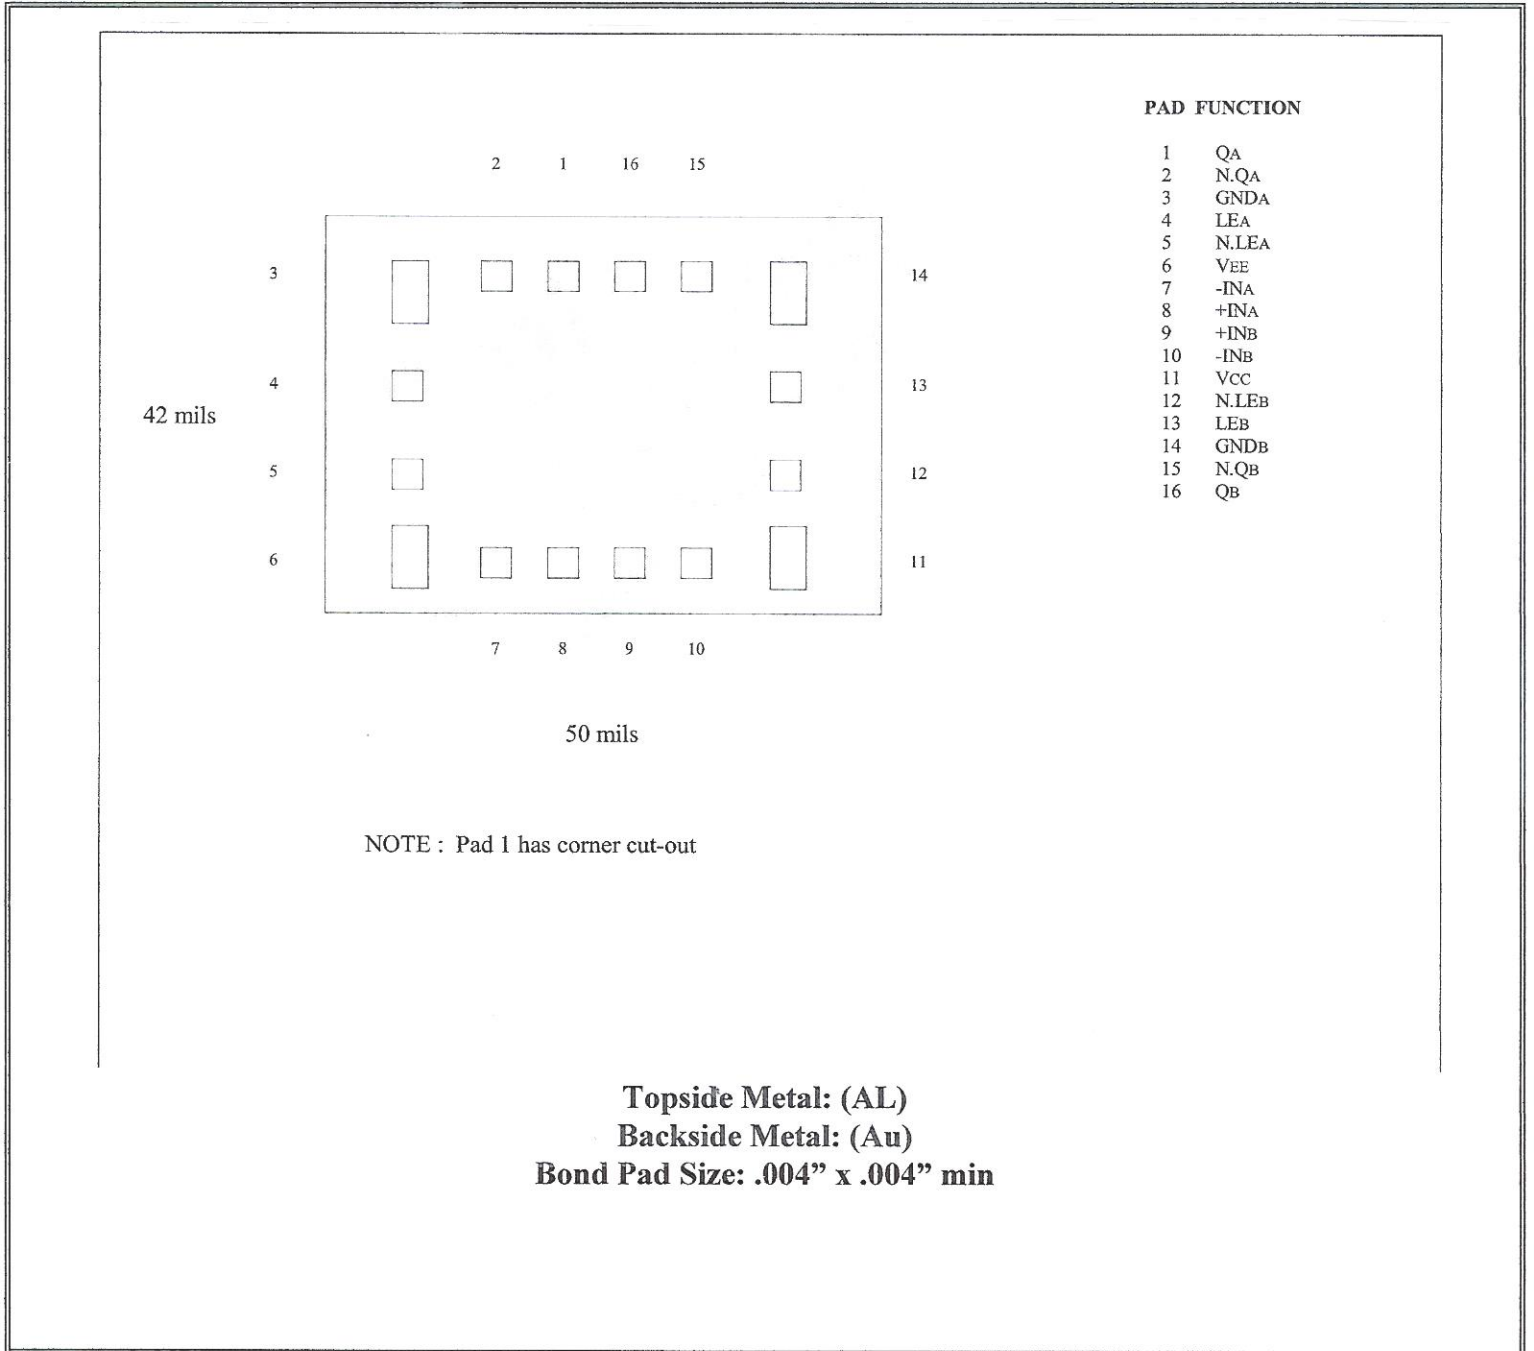 PAD FUNCTION
1 QA
2 N.QA
3 GNDA
4 LEA
5 N.LEA
6 VEE
7 -INA
8 +INA
9 +INB
10 -INB
11 VCC
12 N.LEB
13 LEB
14 GNDB
15 N.QB
16 QB
2 1 16 15
3 14
4 13
42 mils
5 12
6 11
7 8 9 10
50 mils
NOTE : Pad 1 has corner cut-out
Topside Metal: (AL)
Backside Metal: (Au)
Bond Pad Size: .004” x .004” min